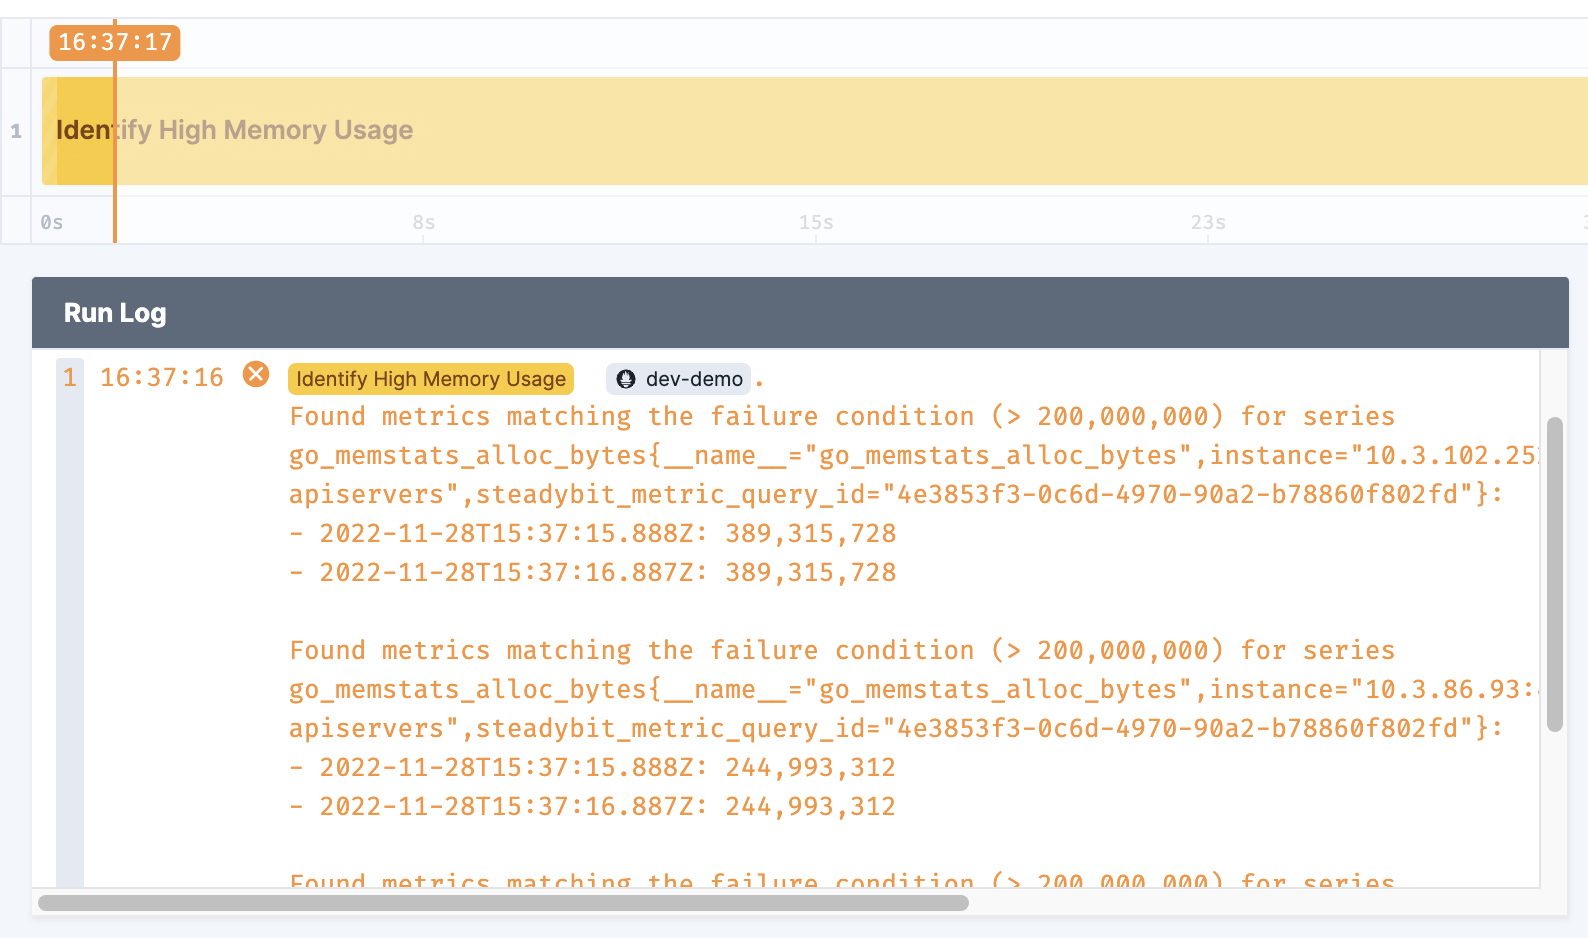 16:37:17
1
Identify High Memory Usage
0s 8s 15s 23s
Run Log
1 16:37:16 Identify High Memory Usage dev-demo .
Found metrics matching the failure condition (> 200,000,000) for series
go_memstats_alloc_bytes{__name__="go_memstats_alloc_bytes",instance="10.3.102.25
apiservers",steadybit_metric_query_id="4e3853f3-0c6d-4970-90a2-b78860f802fd"}:
- 2022-11-28T15:37:15.888Z: 389,315,728
- 2022-11-28T15:37:16.887Z: 389,315,728
Found metrics matching the failure condition (> 200,000,000) for series
go_memstats_alloc_bytes{__name__="go_memstats_alloc_bytes",instance="10.3.86.93:
apiservers",steadybit_metric_query_id="4e3853f3-0c6d-4970-90a2-b78860f802fd"}:
- 2022-11-28T15:37:15.888Z: 244,993,312
- 2022-11-28T15:37:16.887Z: 244,993,312
Found metrics matching the failure condition (> 200,000,000) for series